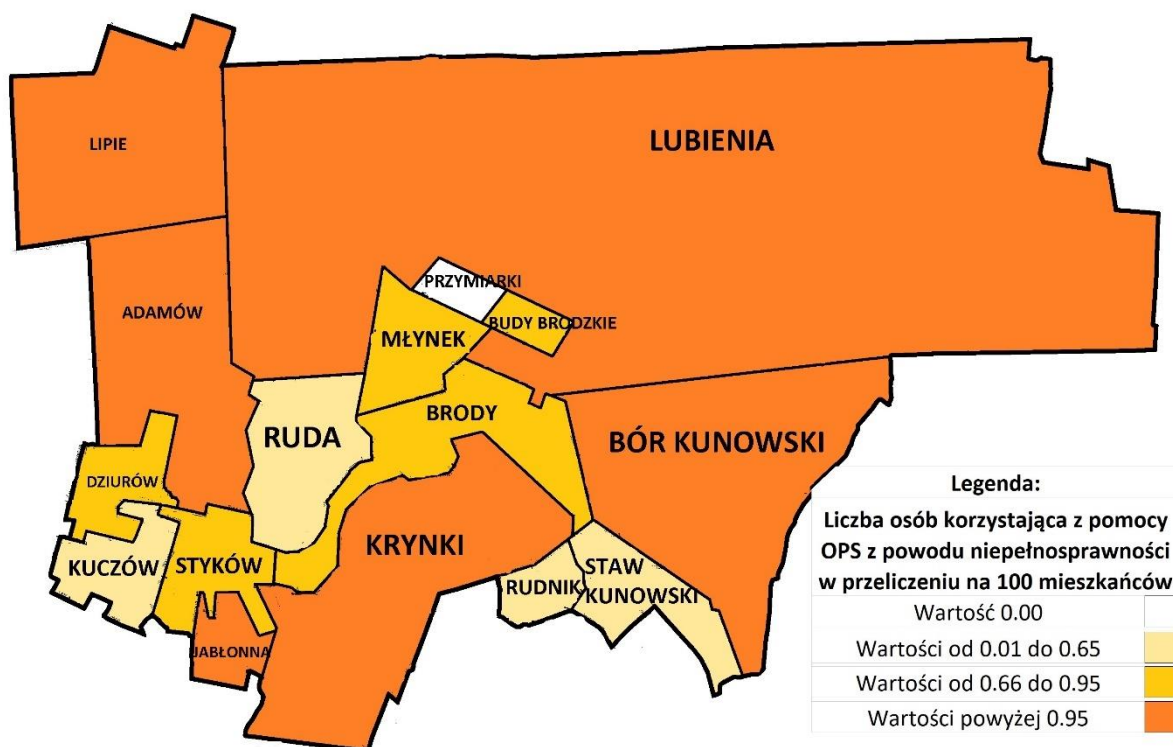 LIPIE
LUBIENIA
PRZYMIARKI
ADAMÓW
BUDY BRODZKIE
MŁYNEK
BRODY
RUDA
BÓR KUNOWSKI
DZIURÓW
KRYNKI
KUCZÓW
STYKÓW
STAW
KUNOWSKI
RUDNIK
JABŁONNA
Legenda:
Liczba osób korzystająca z pomocy
OPS z powodu niepełnosprawności
w przeliczeniu na 100 mieszkańców
Wartość 0.00
Wartości od 0.01 do 0.65
Wartości od 0.66 do 0.95
Wartości powyżej 0.95